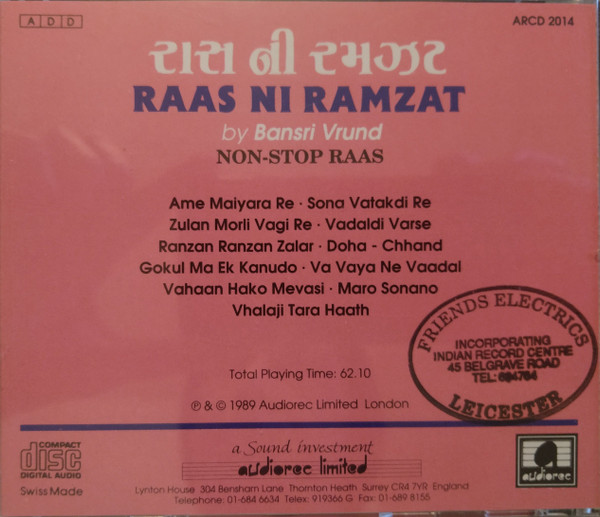 A D D
ARCD 2014
રાસ ની રમઝટ
RAAS NI RAMZAT
by Bansri Vrund
NON-STOP RAAS
Ame Maiyara Re · Sona Vatakdi Re
Zulan Morli Vagi Re · Vadaldi Varse
Ranzan Ranzan Zalar · Doha - Chhand
Gokul Ma Ek Kanudo · Va Vaya Ne Vaadal
Vahaan Hako Mevasi · Maro Sonano
Vhalaji Tara Haath
FRIENDS ELECTRICS
INCORPORATING
INDIAN RECORD CENTRE
45 BELGRAVE ROAD
TEL:
LEICESTER
Total Playing Time: 62.10
℗ & © 1989 Audiorec Limited London
COMPACT
disc
DIGITAL AUDIO
Swiss Made
a Sound investment
audiorec limited
audiorec
Lynton House 304 Bensham Lane Thornton Heath Surrey CR4 7YR England
Telephone: 01-684 6634 Telex: 919366 G Fax: 01-689 8155